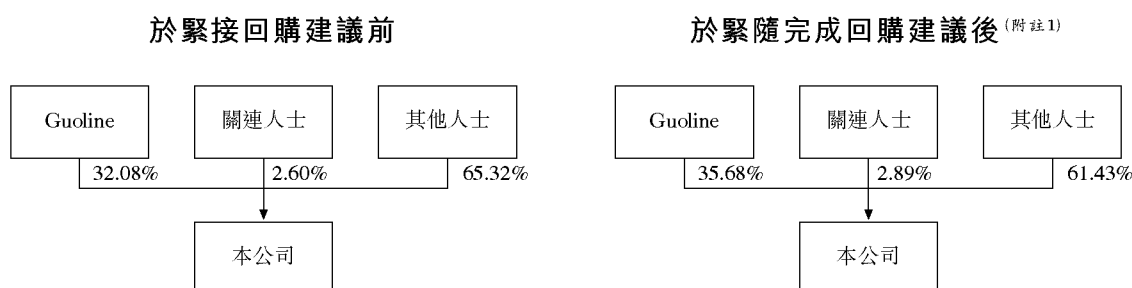 於緊接回購建議前
Guoline
關連人士
其他人士
32.08%
2.60%
65.32%
本公司
於緊隨完成回購建議後(附註1)
Guoline
關連人士
其他人士
35.68%
2.89%
61.43%
本公司